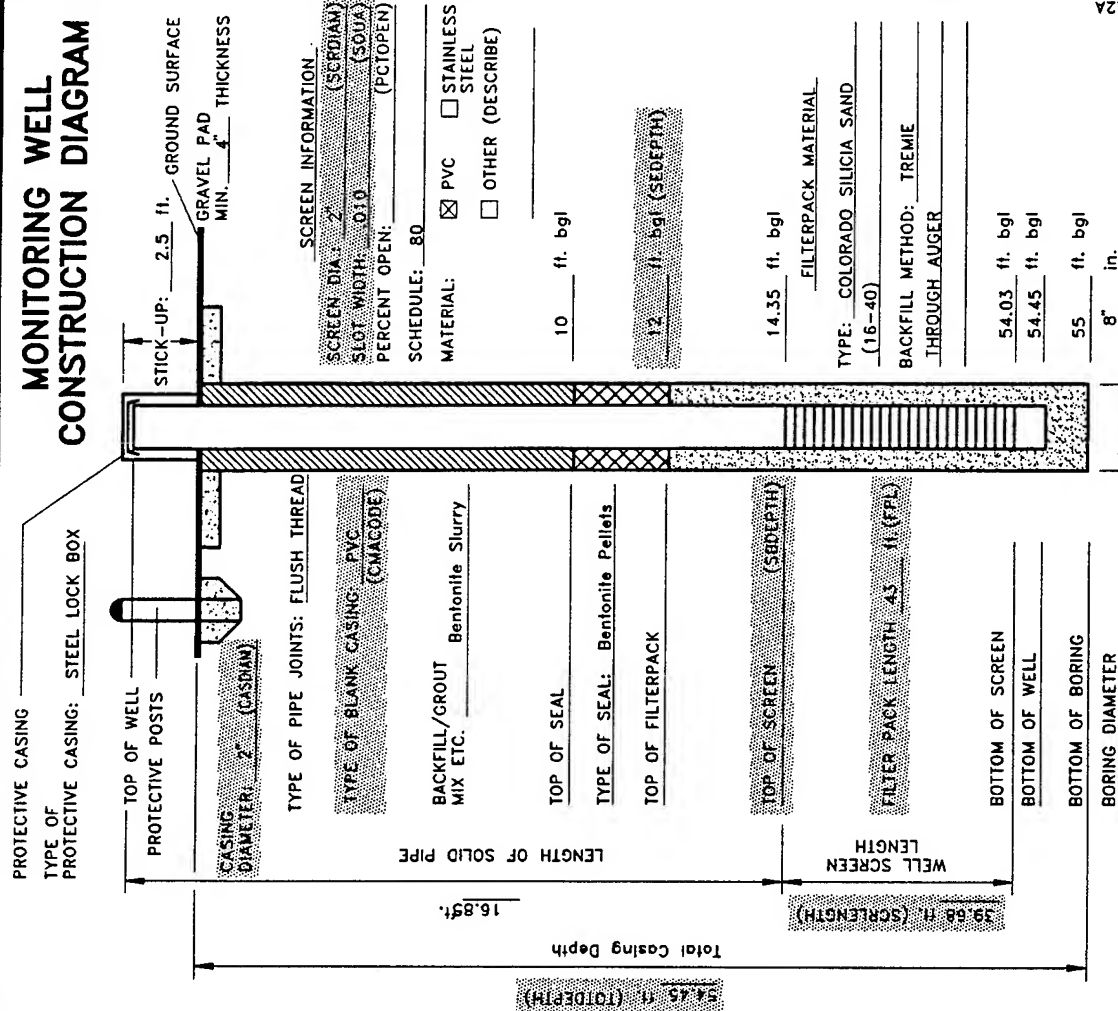 MONITORING WELL
CONSTRUCTION DIAGRAM
PROTECTIVE CASING
TYPE OF
PROTECTIVE CASING: STEEL LOCK BOX
TOP OF WELL
PROTECTIVE POSTS
STICK-UP: 2.5 ft.
GROUND SURFACE
GRAVEL PAD
MIN. 4" THICKNESS
CASING
DIAMETER: 2" (CASDIAM)
TYPE OF PIPE JOINTS: FLUSH THREAD
TYPE OF BLANK CASING: PVC
(CMACODE)
BACKFILL/GROUT
MIX ETC. Bentonite Slurry
SCREEN INFORMATION
SCREEN DIA.: 2" (SCRDIAM)
SLOT WIDTH: .010 (SOUA)
PERCENT OPEN: (PCTOPEN)
SCHEDULE: 80
MATERIAL: ☒ PVC ☐ STAINLESS
STEEL
☐ OTHER (DESCRIBE)
TOP OF SEAL 10 ft. bgl
TYPE OF SEAL: Bentonite Pellets
TOP OF FILTERPACK 12 ft. bgl (SEDEPTH)
TOP OF SCREEN (SBDEPTH) 14.35 ft. bgl
FILTER PACK LENGTH 43 ft (FPL)
FILTERPACK MATERIAL
TYPE: COLORADO SILICIA SAND
(16-40)
BACKFILL METHOD: TREMIE
THROUGH AUGER
BOTTOM OF SCREEN 54.03 ft. bgl
BOTTOM OF WELL 54.45 ft. bgl
BOTTOM OF BORING 55 ft. bgl
BORING DIAMETER 8" in.
LENGTH OF SOLID PIPE
16.85ft.
WELL SCREEN
LENGTH
39.68 ft. (SCRLENGTH)
Total Casing Depth
54.45 ft (TOTDEPTH)